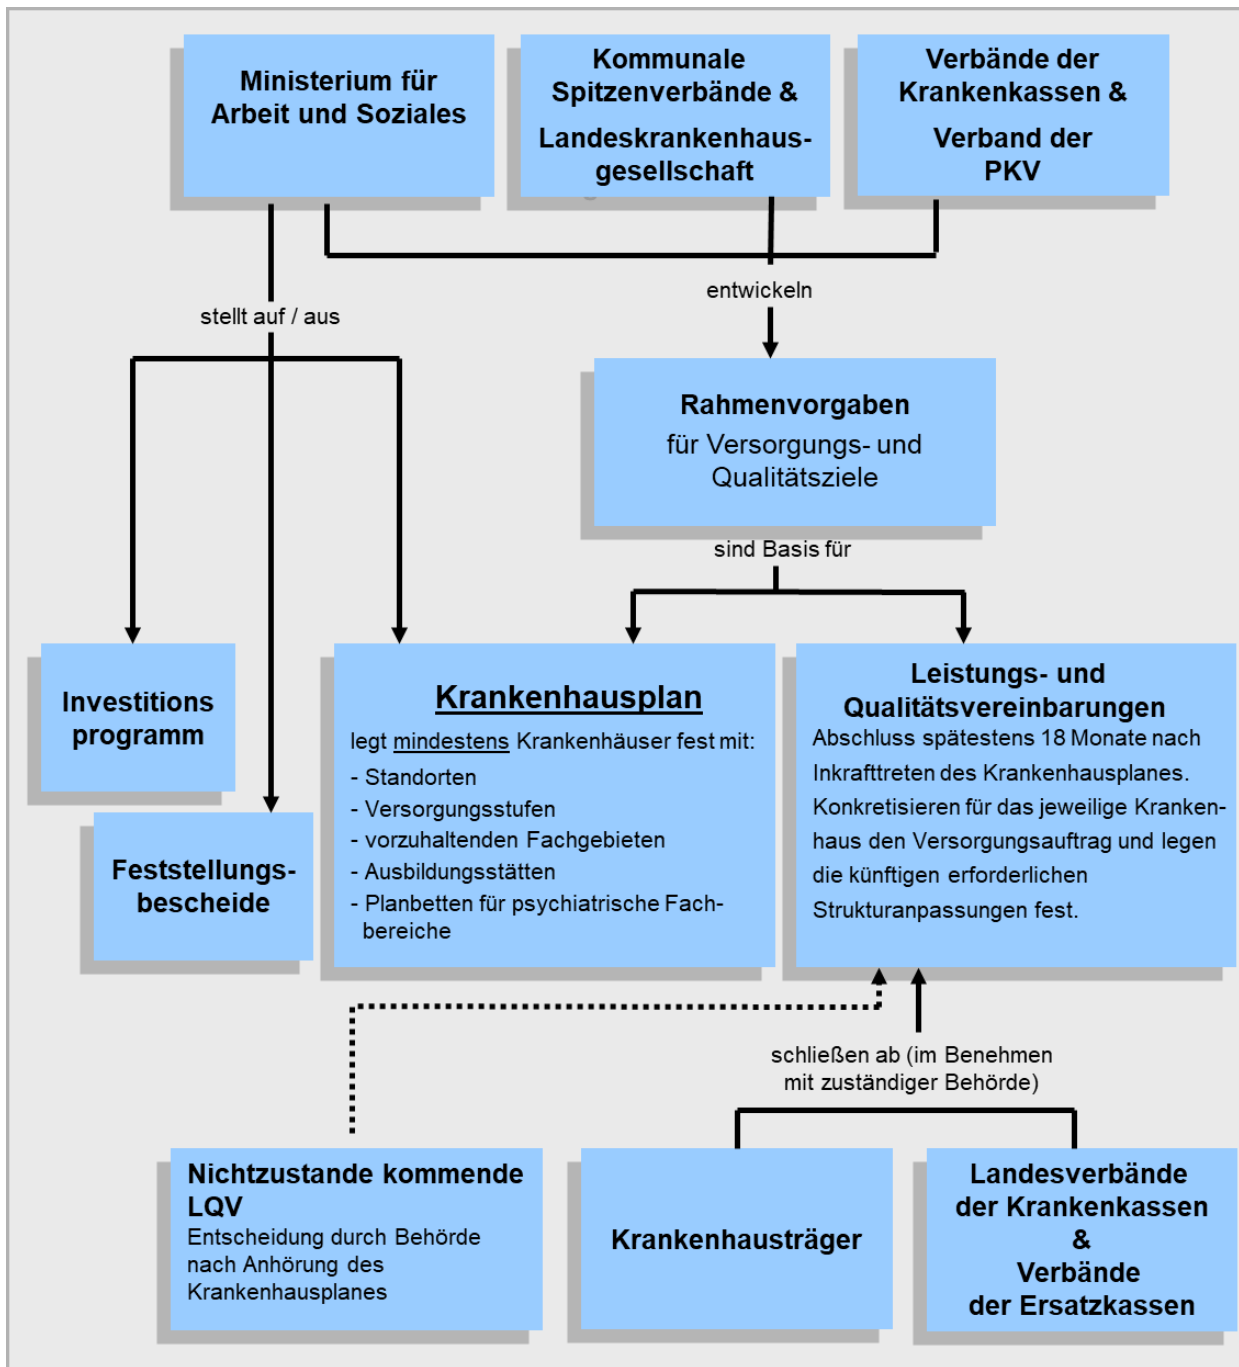 Ministerium für
Arbeit und Soziales
Kommunale
Spitzenverbände &
Landeskrankenhaus-
gesellschaft
Verbände der
Krankenkassen &
Verband der
PKV
entwickeln
stellt auf / aus
Rahmenvorgaben
für Versorgungs- und
Qualitätsziele
sind Basis für
Investitions
programm
Feststellungs-
bescheide
Krankenhausplan
legt mindestens Krankenhäuser fest mit:
- Standorten
- Versorgungsstufen
- vorzuhaltenden Fachgebieten
- Ausbildungsstätten
- Planbetten für psychiatrische Fach-
bereiche
Leistungs- und
Qualitätsvereinbarungen
Abschluss spätestens 18 Monate nach
Inkrafttreten des Krankenhausplanes.
Konkretisieren für das jeweilige Kranken-
haus den Versorgungsauftrag und legen
die künftigen erforderlichen
Strukturanpassungen fest.
schließen ab (im Benehmen
mit zuständiger Behörde)
Nichtzustande kommende
LQV
Entscheidung durch Behörde
nach Anhörung des
Krankenhausplanes
Krankenhausträger
Landesverbände
der Krankenkassen
&
Verbände
der Ersatzkassen